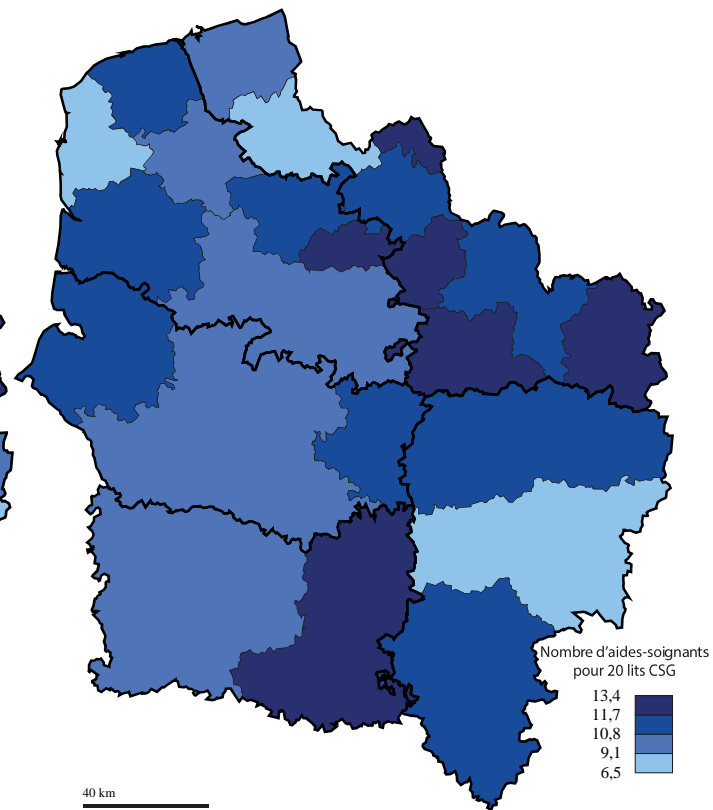 Nombre d'aides-soignants
pour 20 lits CSG
13,4
11,7
10,8
9,1
6,5
40 km